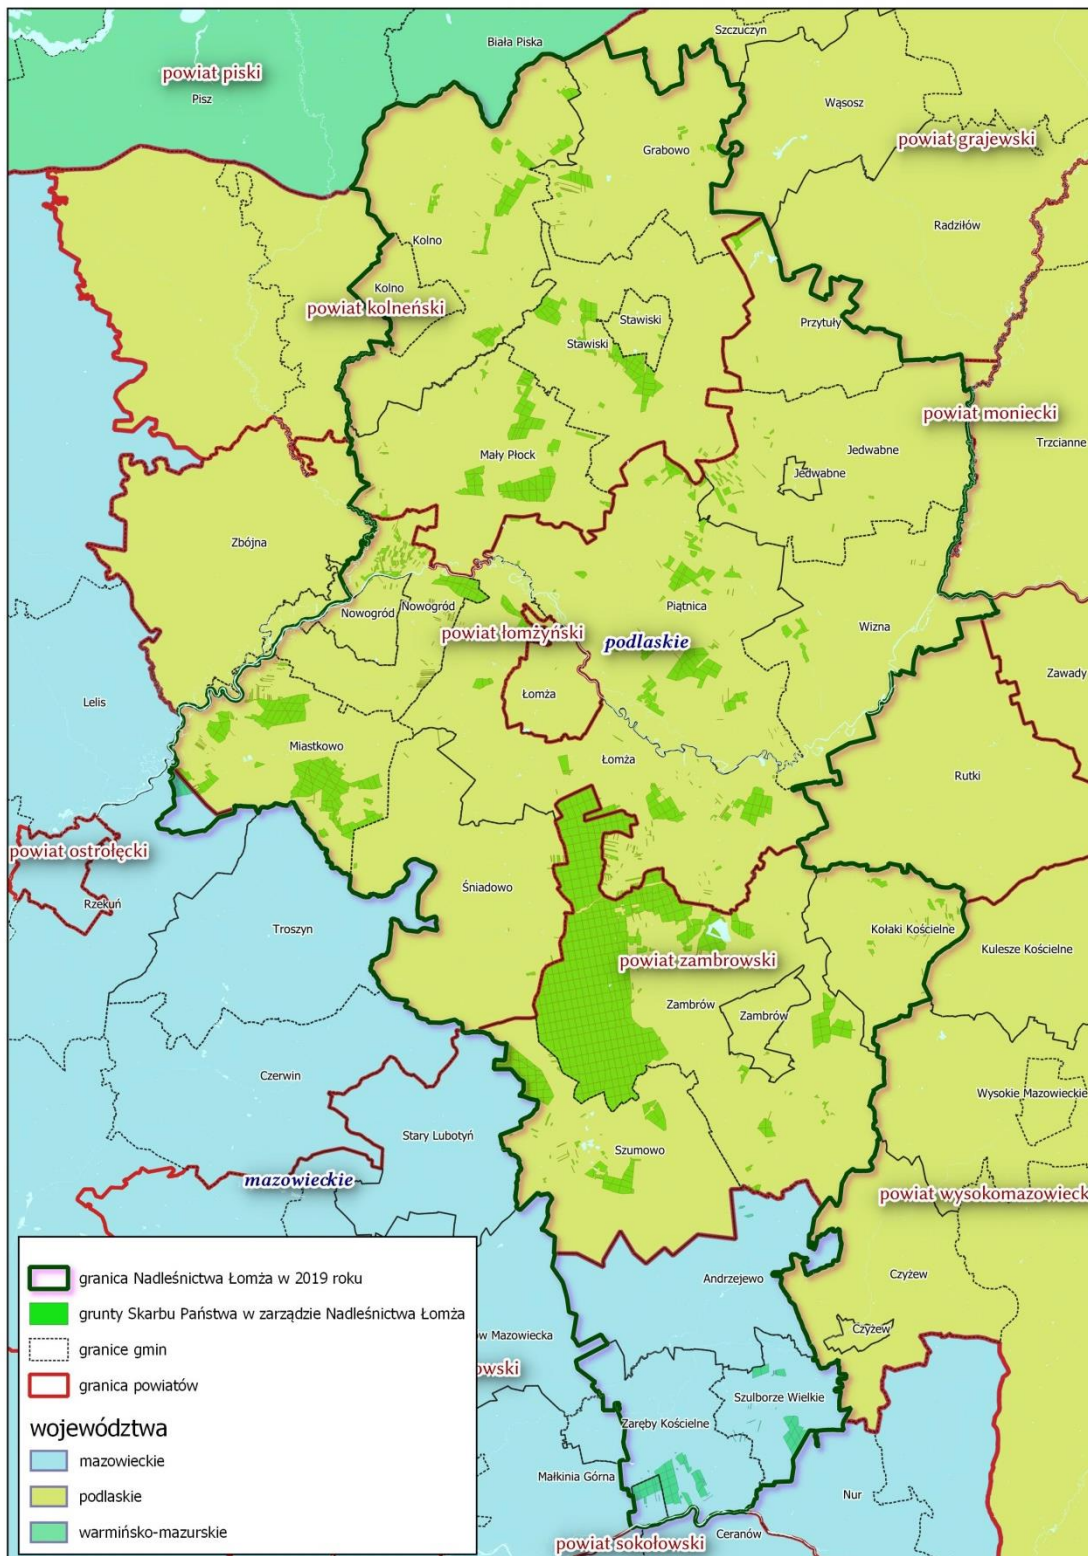 Szczuczyn
Biała Piska
powiat piski
Pisz
Wąsosz
powiat grajewski
Grabowo
Radziłów
Kolno
Kolno
powiat kolneński
Stawiski
Przytuły
Stawiski
powiat moniecki
Trzcianne
Jedwabne
Mały Płock
Jedwabne
Zbójna
Nowogród
Nowogród
Piątnica
powiat łomżyński
podlaskie
Wizna
Zawady
Lelis
Łomża
Miastkowo
Łomża
Rutki
powiat ostrołęcki
Rzekuń
Śniadowo
Troszyn
Kołaki Kościelne
Kulesze Kościelne
powiat zambrowski
Zambrów
Zambrów
Czerwin
Wysokie Mazowieckie
Stary Lubotyń
Szumowo
mazowieckie
powiat wysokomazowieck
Andrzejewo
Czyżew
Czyżew
ów Mazowiecka
owski
Szulborze Wielkie
Zaręby Kościelne
Małkinia Górna
Nur
powiat sokołowski
Ceranów
granica Nadleśnictwa Łomża w 2019 roku
grunty Skarbu Państwa w zarządzie Nadleśnictwa Łomża
granice gmin
granica powiatów
województwa
mazowieckie
podlaskie
warmińsko-mazurskie